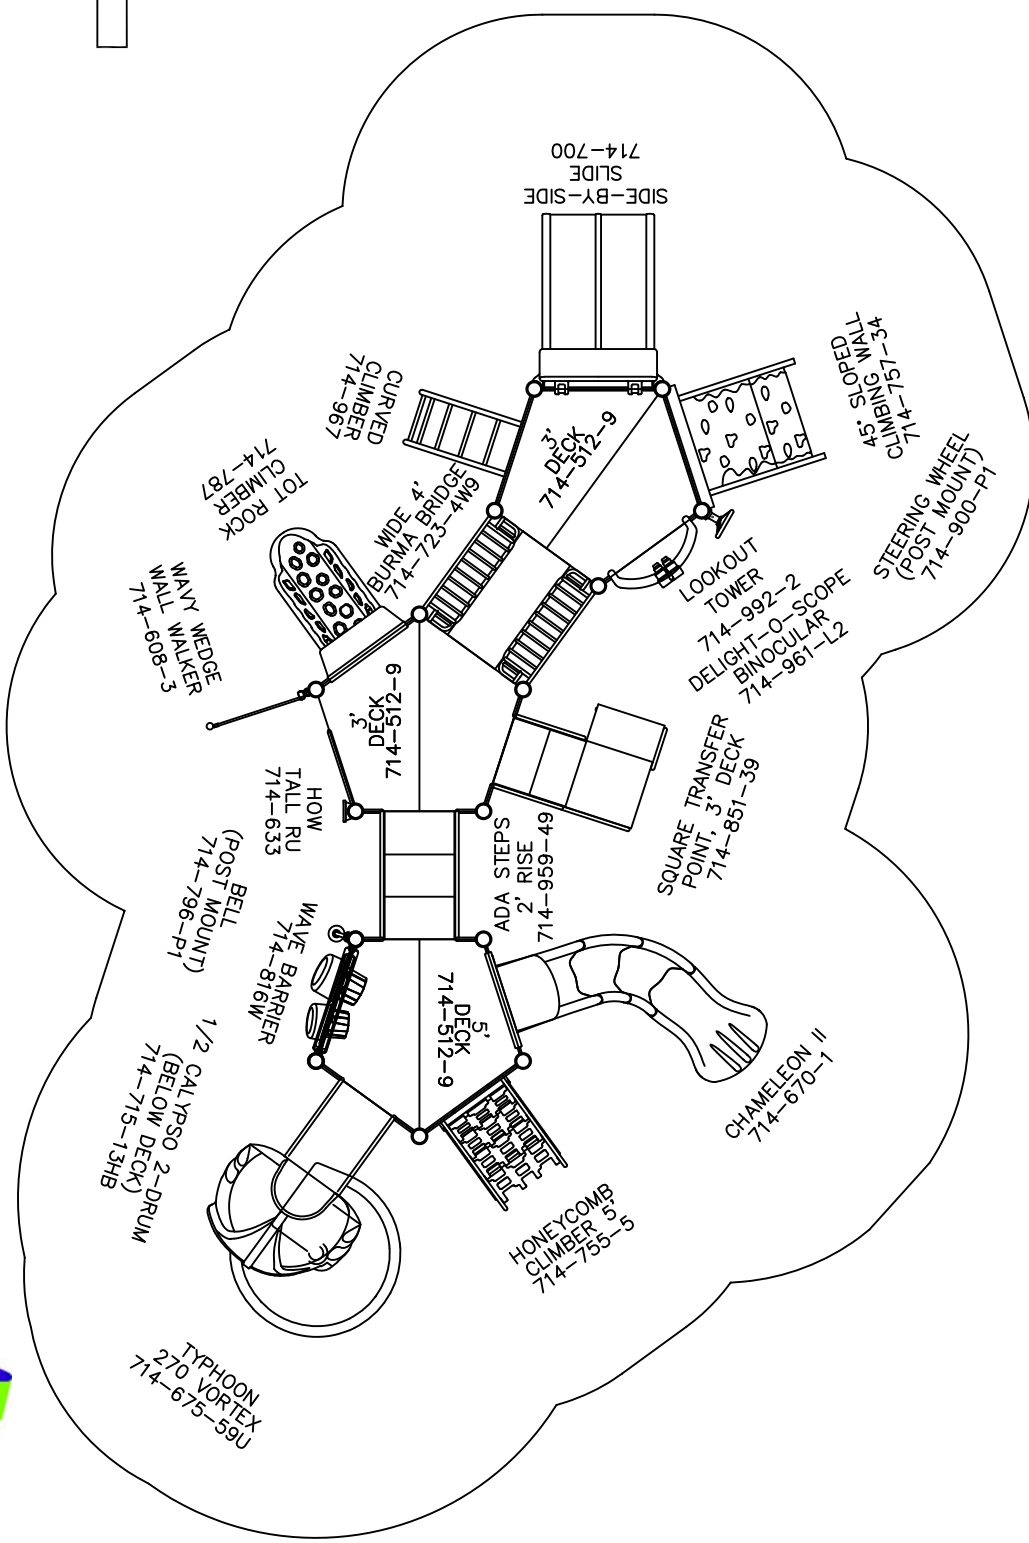 SIDE-BY-SIDE
SLIDE
714-700
45° SLOPED
CLIMBING WALL
714-757-34
CURVED
CLIMBER
714-967
3'
DECK
714-512-9
STEERING WHEEL
(POST MOUNT)
714-900-P1
TOT ROCK
CLIMBER
714-787
WIDE 4'
BURMA BRIDGE
714-723-4W9
LOOKOUT
TOWER
714-992-2
DELIGHT-O-SCOPE
BINOCULAR
714-961-L2
WAVY WEDGE
WALL WALKER
714-608-3
3'
DECK
714-512-9
SQUARE TRANSFER
POINT, 3' DECK
714-851-39
HOW
TALL RU
714-633
ADA STEPS
2' RISE
714-959-49
BELL
(POST MOUNT)
714-796-P1
WAVE BARRIER
714-816W
5'
DECK
714-512-9
1/2 CALYPSO 2-DRUM
(BELOW DECK)
714-715-13HB
CHAMELEON II
714-670-1
HONEYCOMB
CLIMBER 5'
714-755-5
TYPHOON
270 VORTEX
714-675-59U